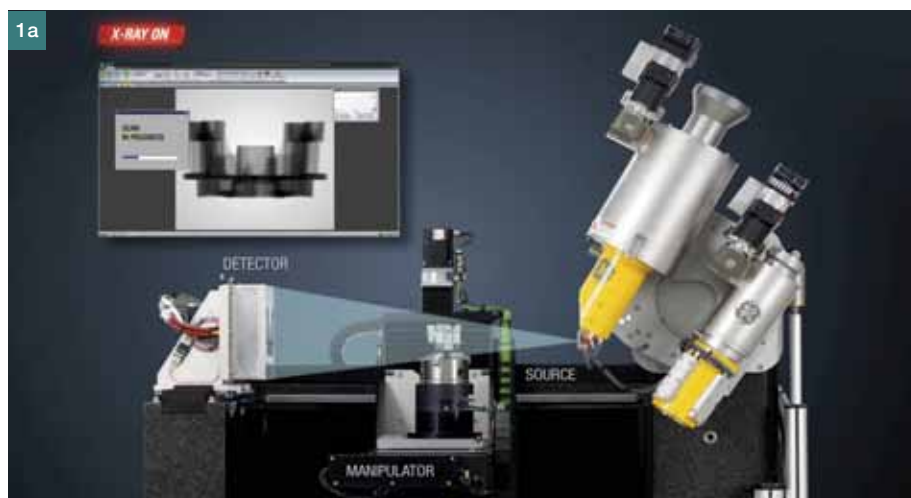 1a
X-RAY ON
SCAN
IN PROGRESS
DETECTOR
SOURCE
MANIPULATOR